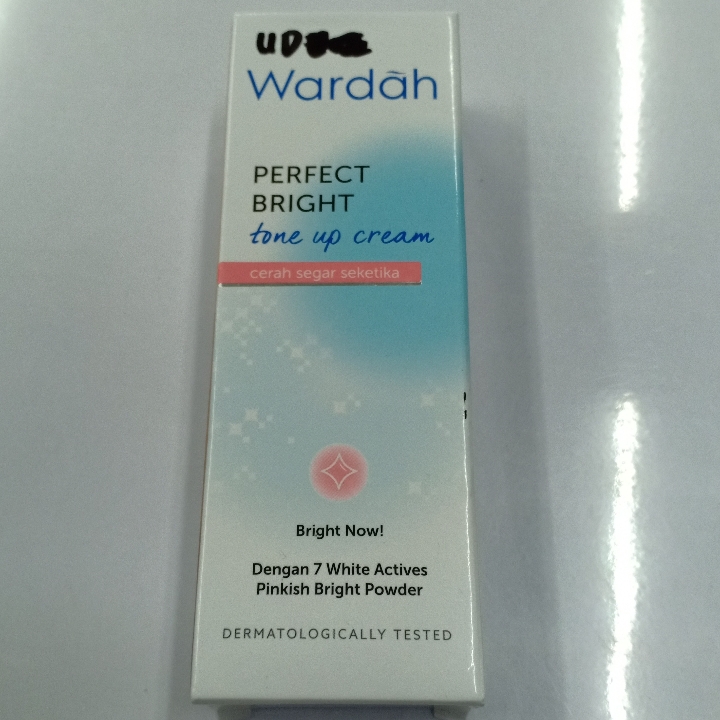 Wardah
PERFECT
BRIGHT
tone up cream
cerah segar seketika
Bright Now!
Dengan 7 White Actives
Pinkish Bright Powder
DERMATOLOGICALLY TESTED